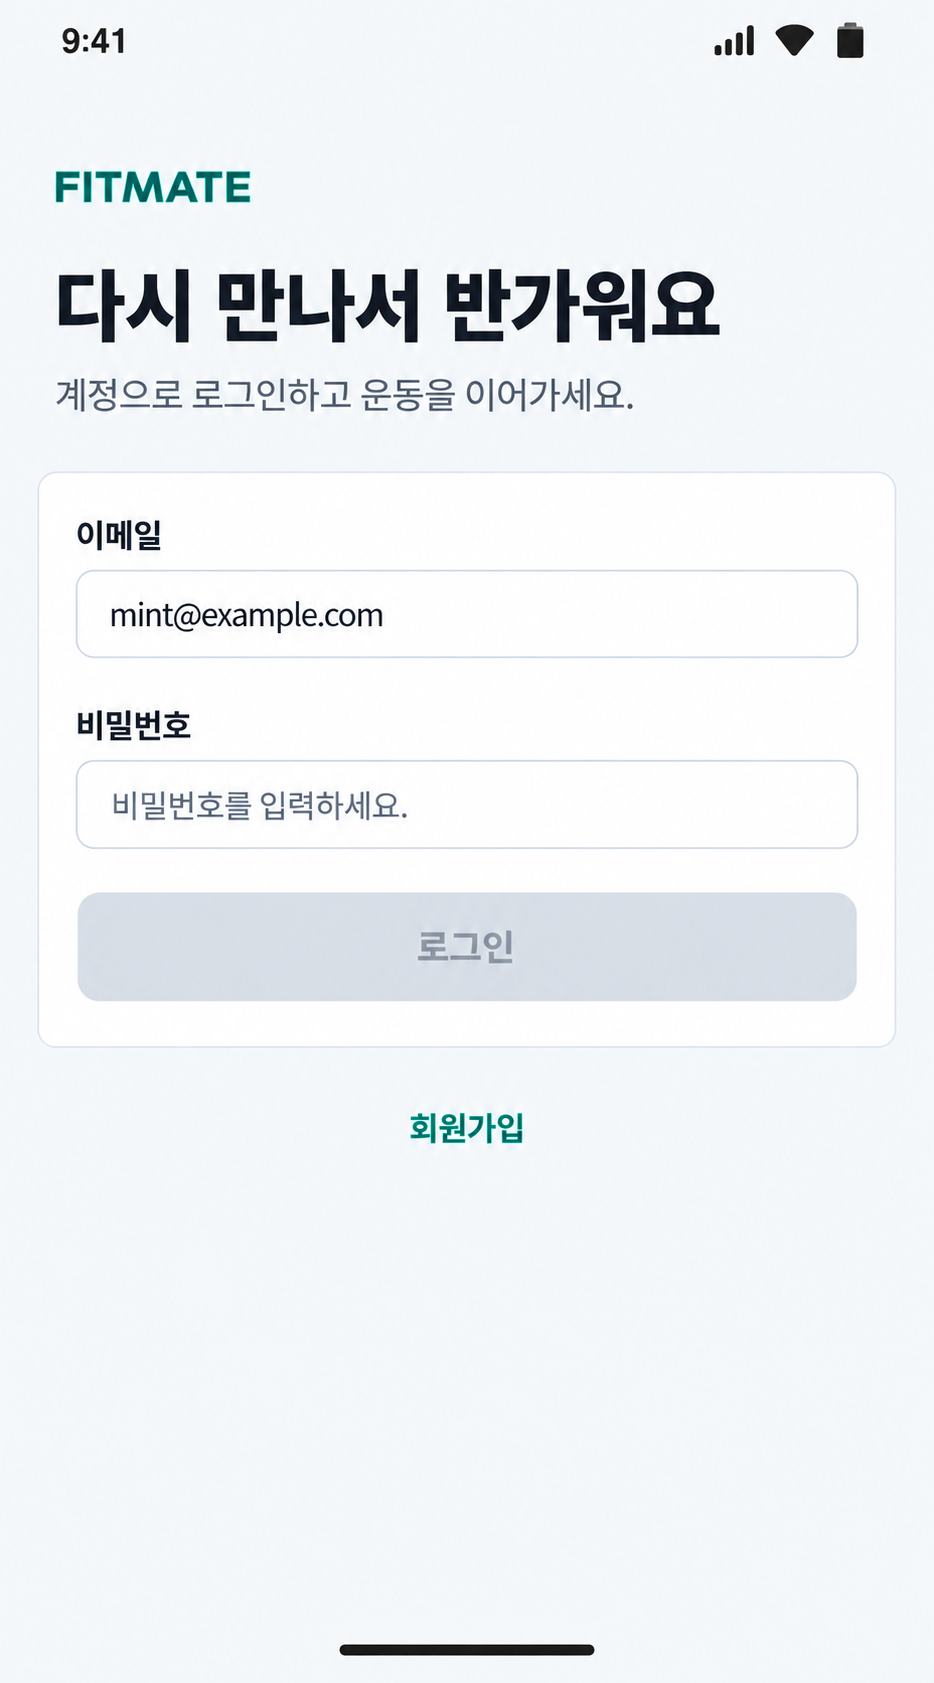 9:41
FITMATE
다시 만나서 반가워요
계정으로 로그인하고 운동을 이어가세요.
이메일
mint@example.com
비밀번호
비밀번호를 입력하세요.
로그인
회원가입